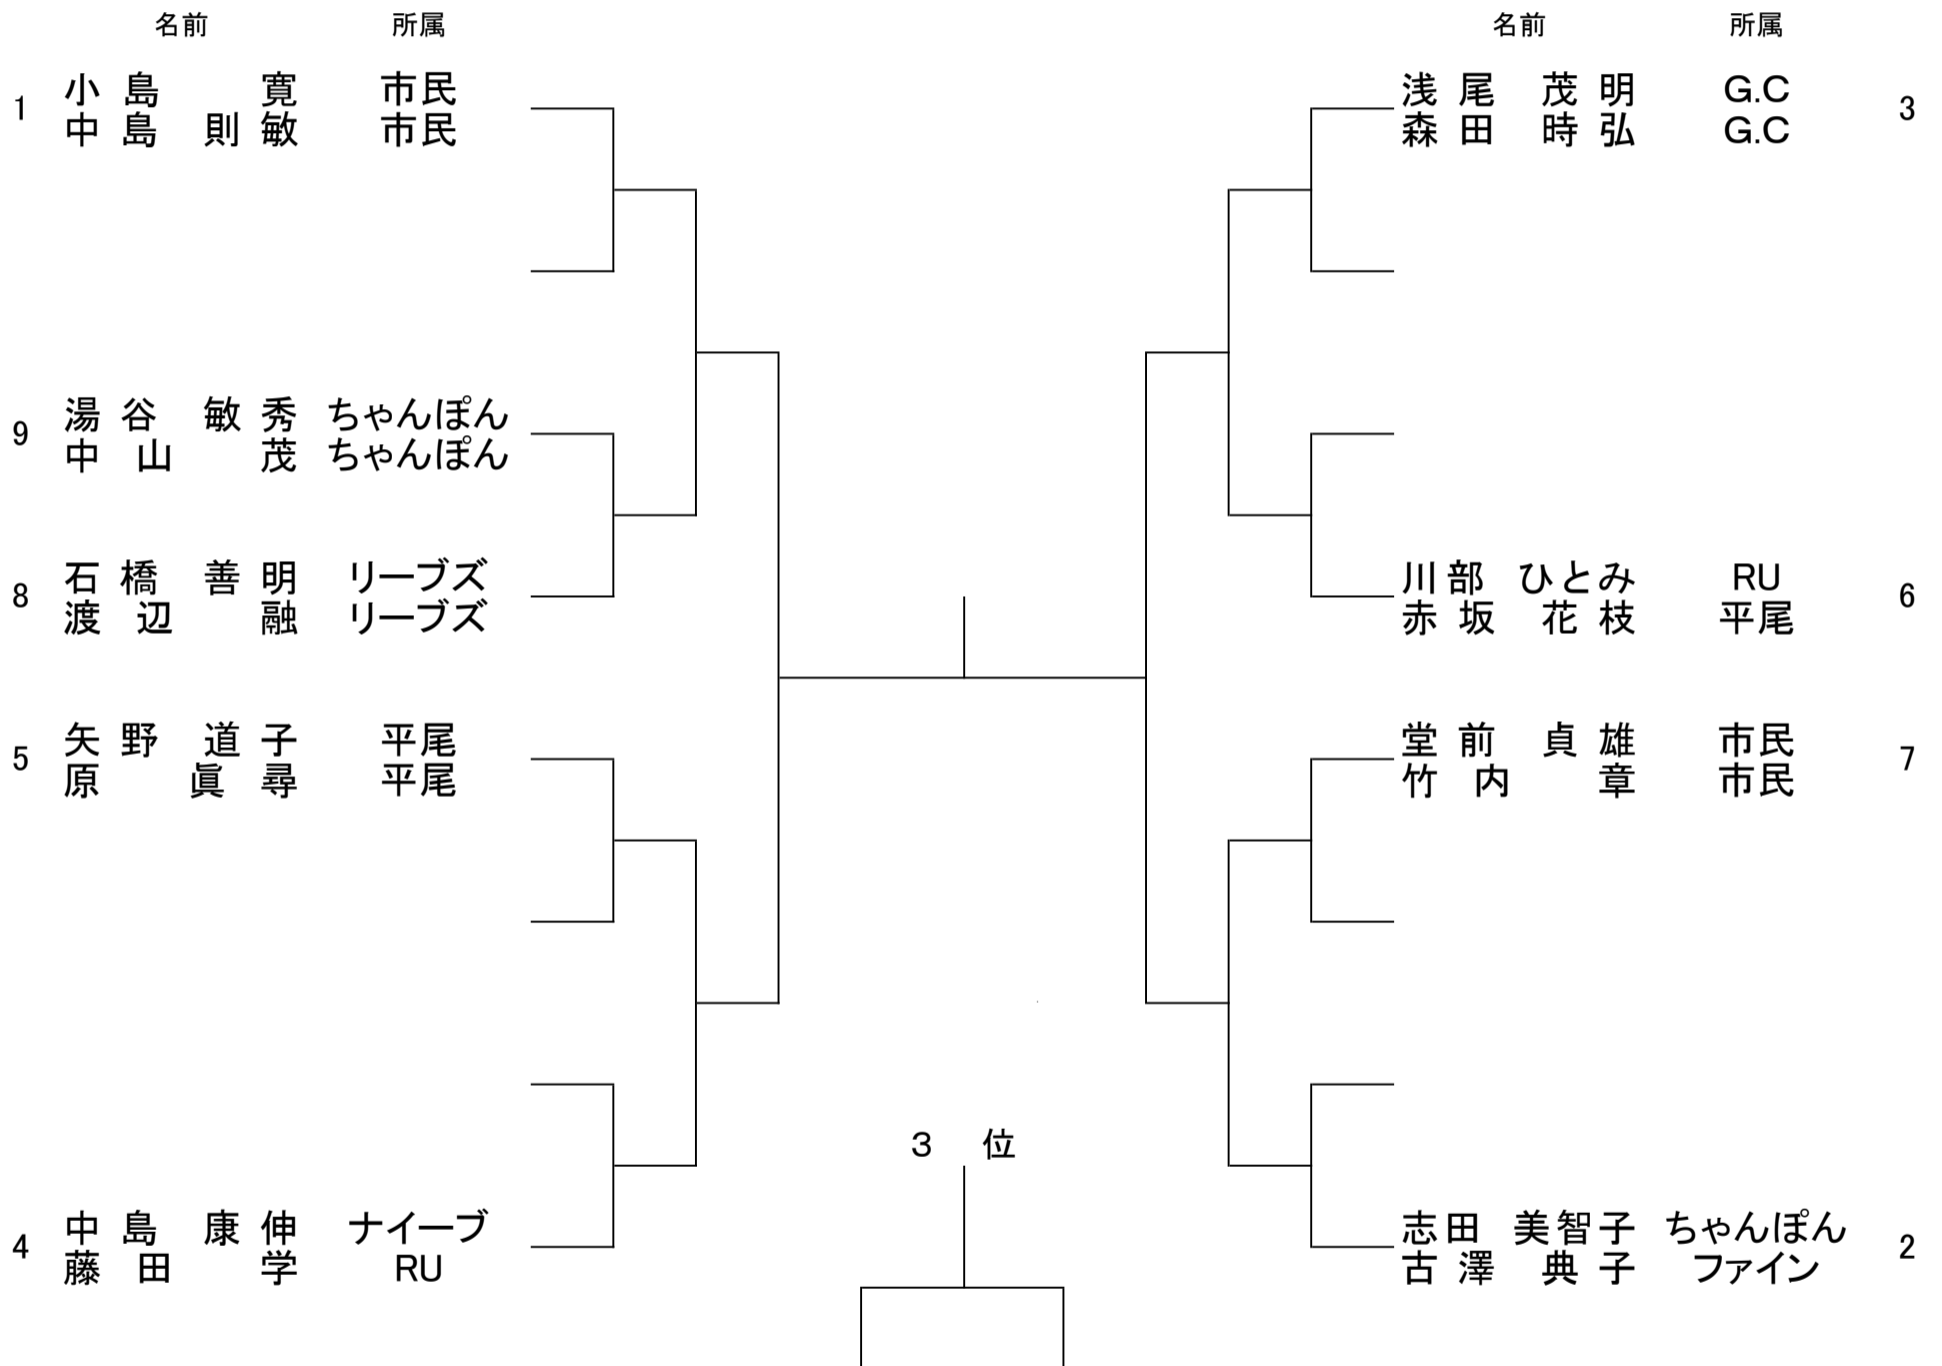 名前 所属 名前 所属
1 小島 寛 市民
中島 則敏 市民
浅尾 茂明 G.C 3
森田 時弘 G.C
9 湯谷 敏秀 ちゃんぽん
中山 茂 ちゃんぽん
8 石橋 善明 リーブズ
渡辺 融 リーブズ
川部 ひとみ RU 6
赤坂 花枝 平尾
5 矢野 道子 平尾
原 眞尋 平尾
堂前 貞雄 市民 7
竹内 章 市民
3 位
4 中島 康伸 ナイーブ
藤田 学 RU
志田 美智子 ちゃんぽん 2
古澤 典子 ファイン